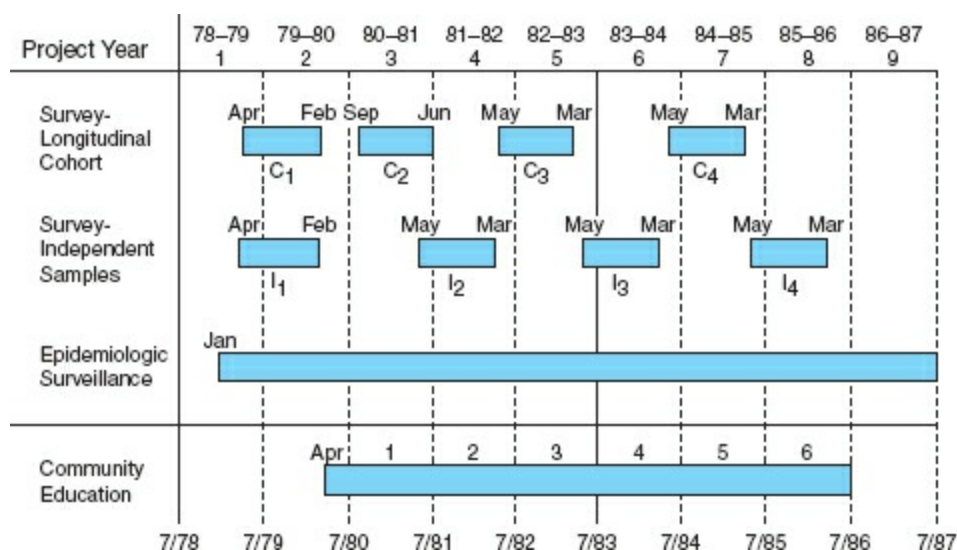 78–79 79–80 80–81 81–82 82–83 83–84 84–85 85–86 86–87
Project Year 1 2 3 4 5 6 7 8 9
Survey-
Longitudinal
Cohort
Apr Feb Sep Jun May Mar May Mar
C1 C2 C3 C4
Survey-
Independent
Samples
Apr Feb May Mar May Mar May Mar
I1 I2 I3 I4
Jan
Epidemiologic
Surveillance
Apr 1 2 3 4 5 6
Community
Education
7/78 7/79 7/80 7/81 7/82 7/83 7/84 7/85 7/86 7/87